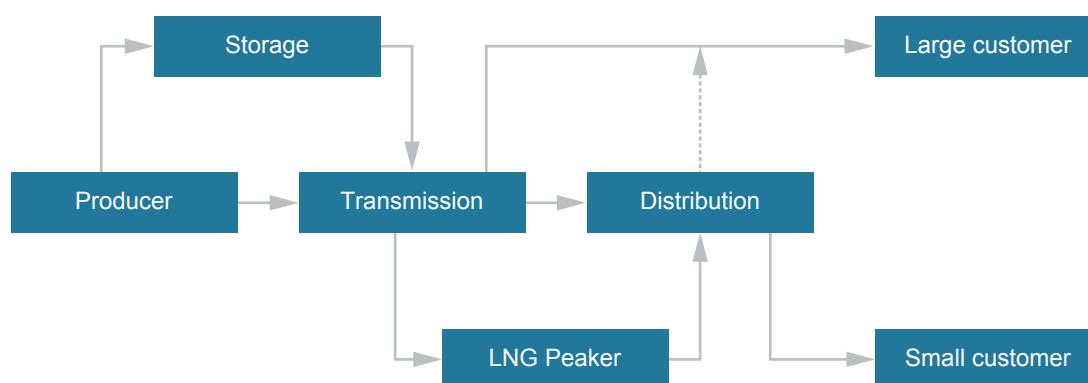 Storage
Large customer
Producer
Transmission
Distribution
LNG Peaker
Small customer